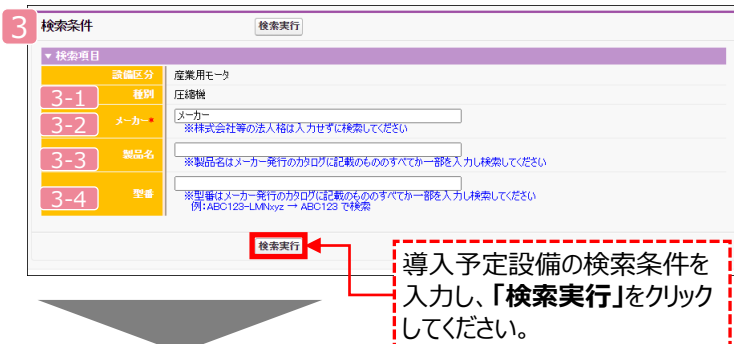 3 検索条件 検索実行
▼ 検索項目
設備区分 産業用モータ
3-1 種別 圧縮機
3-2 メーカー* メーカー
※株式会社等の法人格は入力せずに検索してください
3-3 製品名
※製品名はメーカー発行のカタログに記載のもののすべてか一部を入力し検索してください
3-4 型番
※型番はメーカー発行のカタログに記載のもののすべてか一部を入力し検索してください
例：ABC123-LMNxyz → ABC123 で検索
検索実行
導入予定設備の検索条件を
入力し、「検索実行」をクリック
してください。